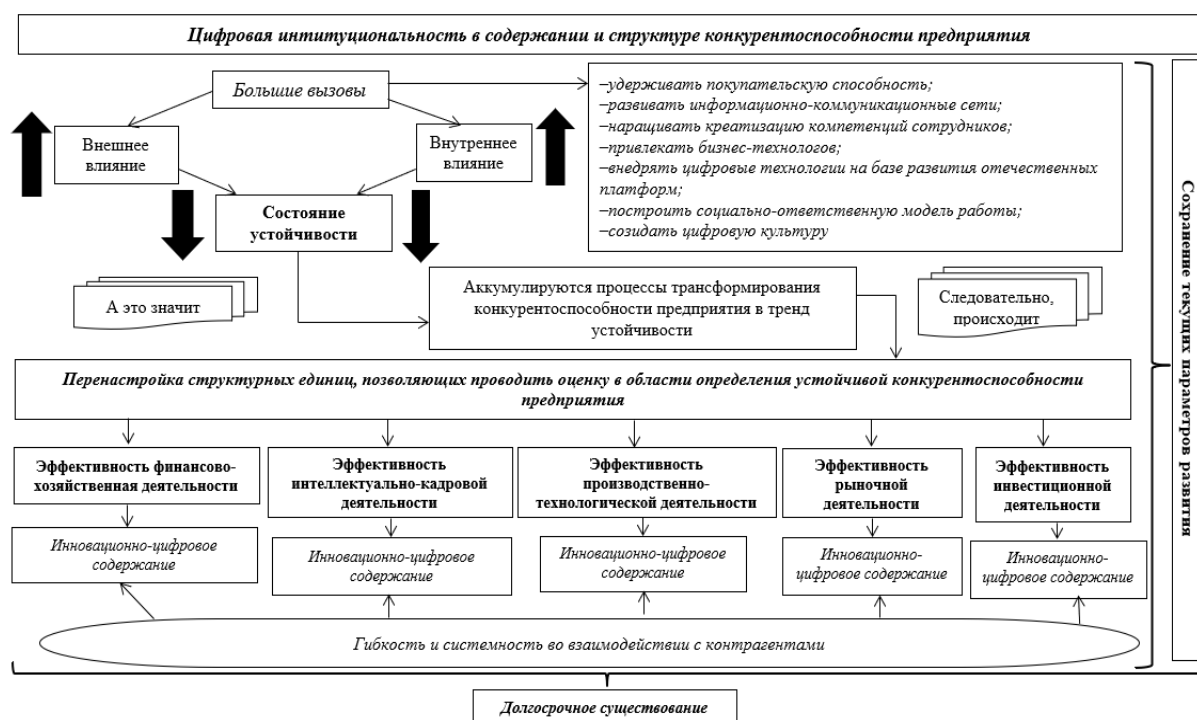 Цифровая интитуциональность в содержании и структуре конкурентоспособности предприятия
Большие вызовы
Внешнее
влияние
Внутреннее
влияние
Состояние
устойчивости
–удерживать покупательскую способность;
–развивать информационно-коммуникационные сети;
–наращивать креатизацию компетенций сотрудников;
–привлекать бизнес-технологов;
–внедрять цифровые технологии на базе развития отечественных
платформ;
–построить социально-ответственную модель работы;
–созидать цифровую культуру
А это значит
Аккумулируются процессы трансформирования
конкурентоспособности предприятия в тренд
устойчивости
Следовательно,
происходит
Перенастройка структурных единиц, позволяющих проводить оценку в области определения устойчивой конкурентоспособности
предприятия
Эффективность финансово-
хозяйственная деятельности
Эффективность
интеллектуально-кадровой
деятельности
Эффективность
производственно-
технологической деятельности
Эффективность
рыночной
деятельности
Эффективность
инвестиционной
деятельности
Инновационно-цифровое
содержание
Инновационно-цифровое
содержание
Инновационно-цифровое
содержание
Инновационно-
цифровое содержание
Инновационно-
цифровое содержание
Гибкость и системность во взаимодействии с контрагентами
Сохранение текущих параметров развития
Долгосрочное существование